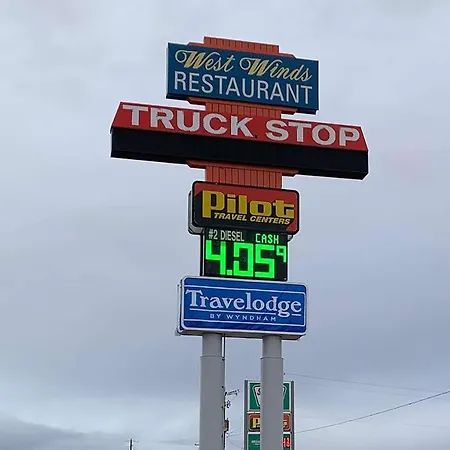 West Winds
RESTAURANT
TRUCK STOP
Pilot
TRAVEL CENTERS
#2 DIESEL CASH
4.05⁹
Travelodge
BY WYNDHAM